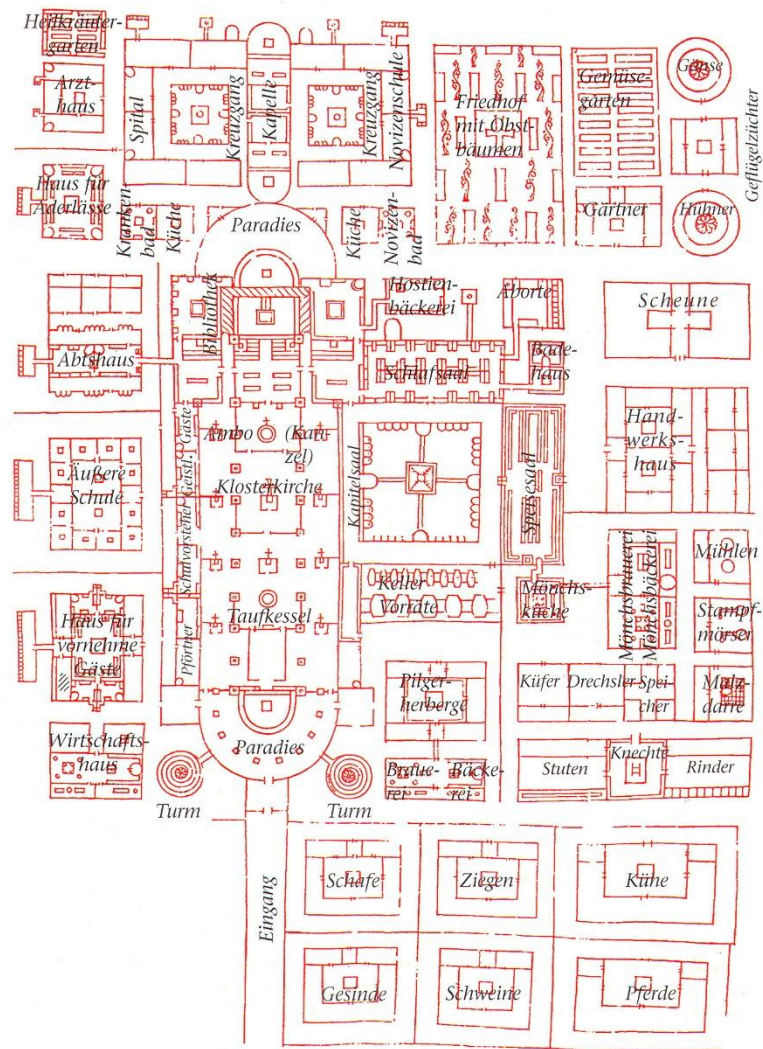 Heilkräuter-
garten
Arzt-
haus
Spital
Kreuzgang
Kapelle
Kreuzgang
Novizenschule
Friedhof
mit Obst-
bäumen
Gemüse-
garten
Gänse
Geflügelzüchter
Haus für
Aderlässe
Kranken-
bad
Küche
Paradies
Küche
Novizen-
bad
Gärtner
Hühner
Bibliothek
Hostien-
bäckerei
Aborte
Scheune
Abtshaus
Schlafsaal
Bade-
haus
Äußere
Schule
Schulvorsteher
Geistl. Gäste
Ambo (Kan-
zel)
Klosterkirche
Kapitelsaal
Speisesaal
Hand-
werks-
haus
Haus für
vornehme
Gäste
Pförtner
Taufkessel
Keller
Vorräte
Mönchs-
küche
Mönchsbrauerei
Mönchsbäckerei
Mühlen
Stampf-
mörser
Wirtschafts-
haus
Paradies
Pilger-
herberge
Küfer
Drechsler
Spei-
cher
Malz-
darre
Turm
Turm
Braue-
rei
Bäcke-
rei
Stuten
Knechte
Rinder
Eingang
Schafe
Ziegen
Kühe
Gesinde
Schweine
Pferde